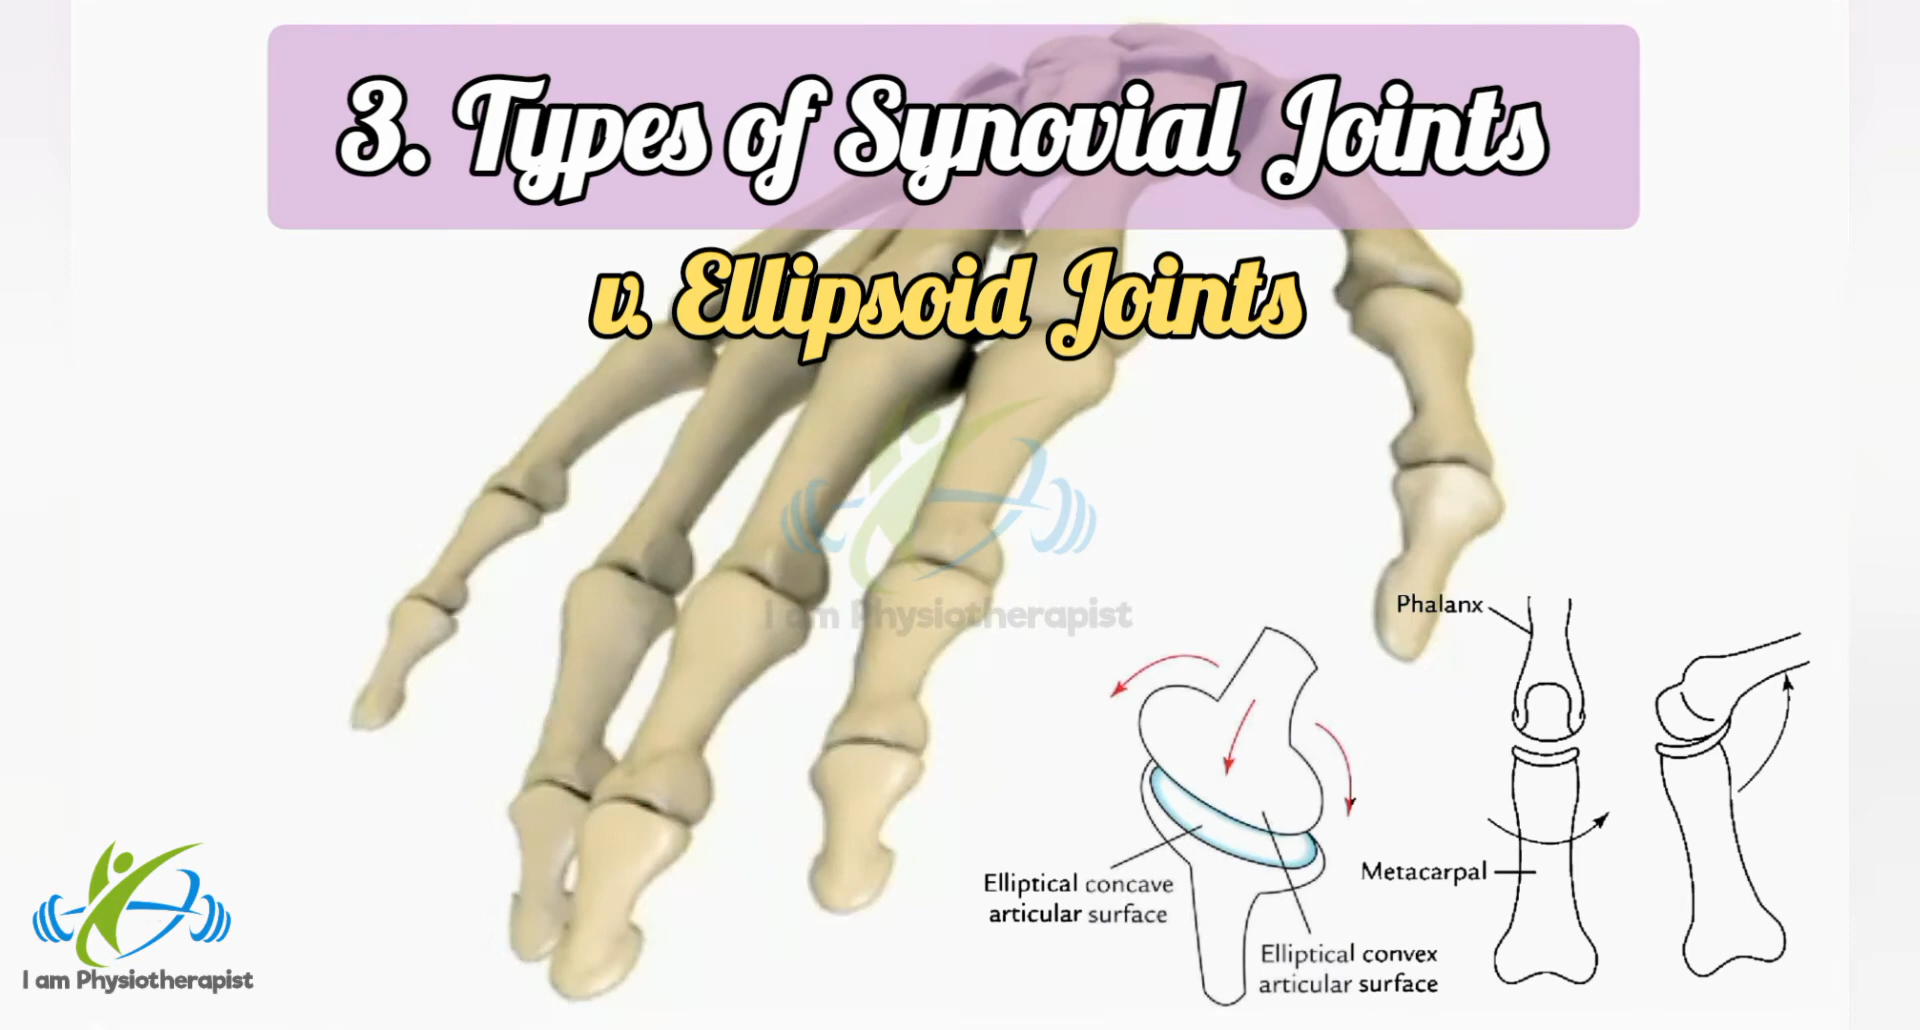 3. Types of Synovial Joints
v. Ellipsoid Joints
I am Physiotherapist
Phalanx
Metacarpal
Elliptical concave
articular surface
Elliptical convex
articular surface
I am Physiotherapist